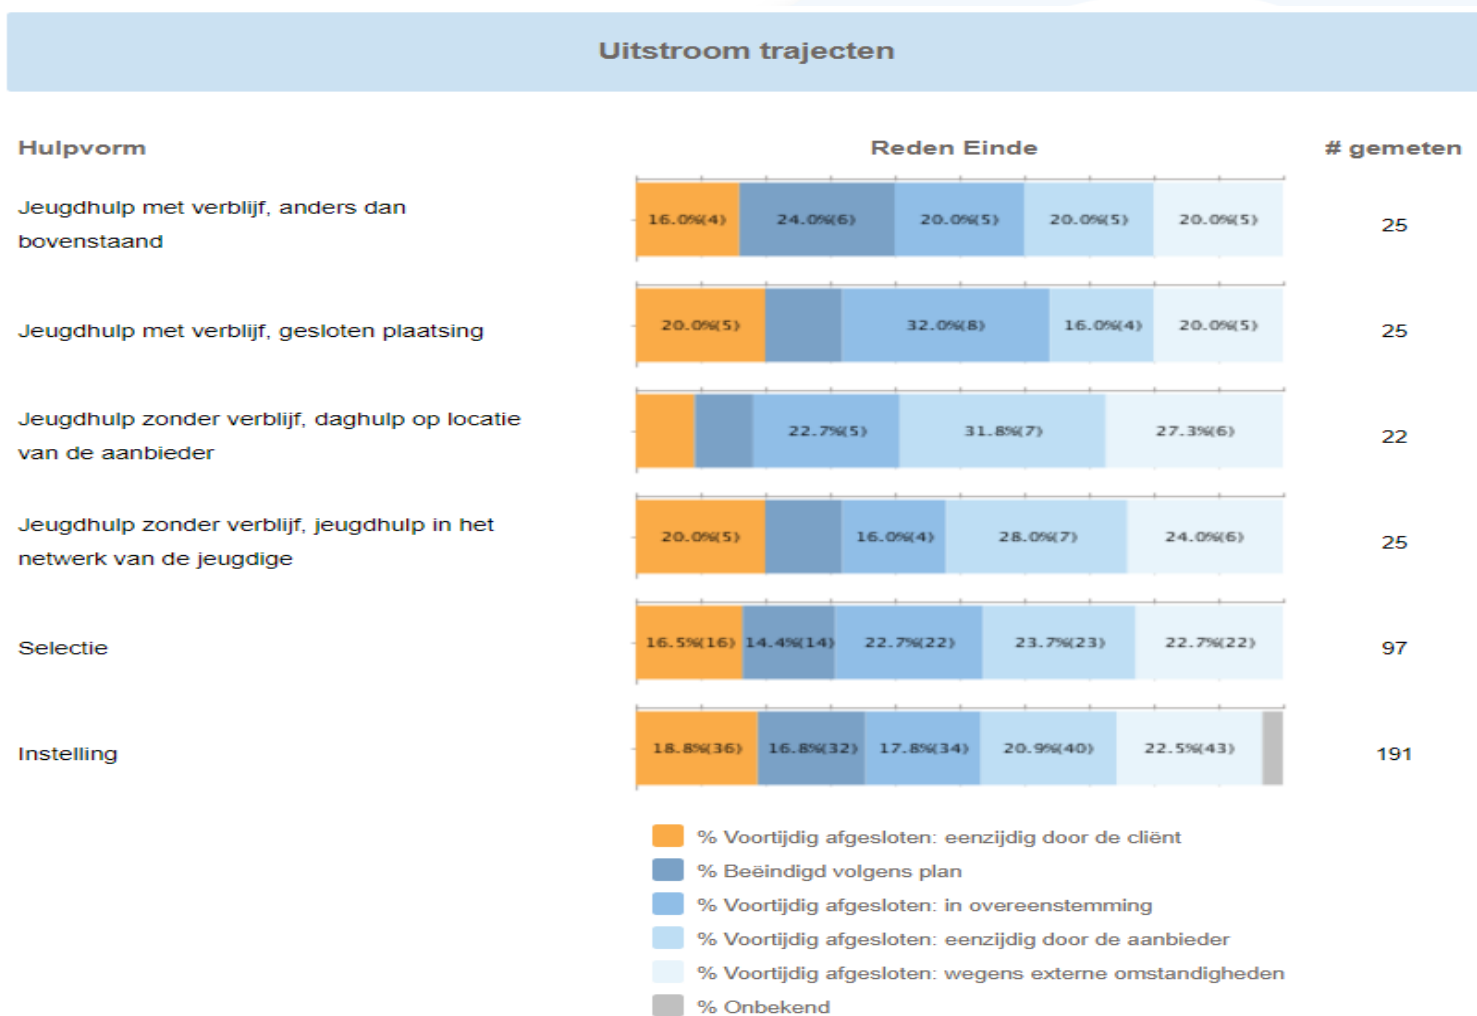 Uitstroom trajecten
Hulpvorm
Reden Einde
# gemeten
Jeugdhulp met verblijf, anders dan
bovenstaand
16.0%(4) 24.0%(6) 20.0%(5) 20.0%(5) 20.0%(5)
25
Jeugdhulp met verblijf, gesloten plaatsing
20.0%(5) 32.0%(8) 16.0%(4) 20.0%(5)
25
Jeugdhulp zonder verblijf, daghulp op locatie
van de aanbieder
22.7%(5) 31.8%(7) 27.3%(6)
22
Jeugdhulp zonder verblijf, jeugdhulp in het
netwerk van de jeugdige
20.0%(5) 16.0%(4) 28.0%(7) 24.0%(6)
25
Selectie
16.5%(16) 14.4%(14) 22.7%(22) 23.7%(23) 22.7%(22)
97
Instelling
18.8%(36) 16.8%(32) 17.8%(34) 20.9%(40) 22.5%(43)
191
% Voortijdig afgesloten: eenzijdig door de cliënt
% Beëindigd volgens plan
% Voortijdig afgesloten: in overeenstemming
% Voortijdig afgesloten: eenzijdig door de aanbieder
% Voortijdig afgesloten: wegens externe omstandigheden
% Onbekend